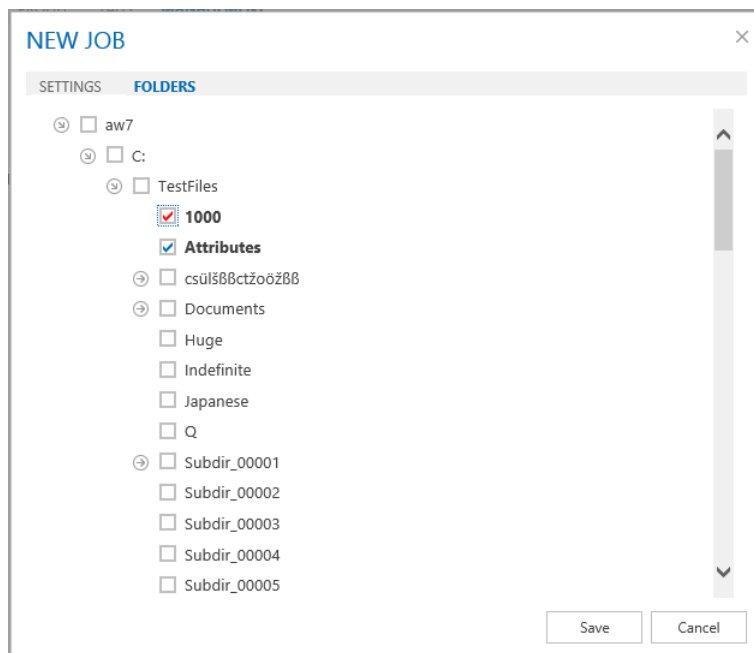 NEW JOB
SETTINGS FOLDERS
aw7
C:
TestFiles
1000
Attributes
csülšßßctžoöžßß
Documents
Huge
Indefinite
Japanese
Q
Subdir_00001
Subdir_00002
Subdir_00003
Subdir_00004
Subdir_00005
Save Cancel